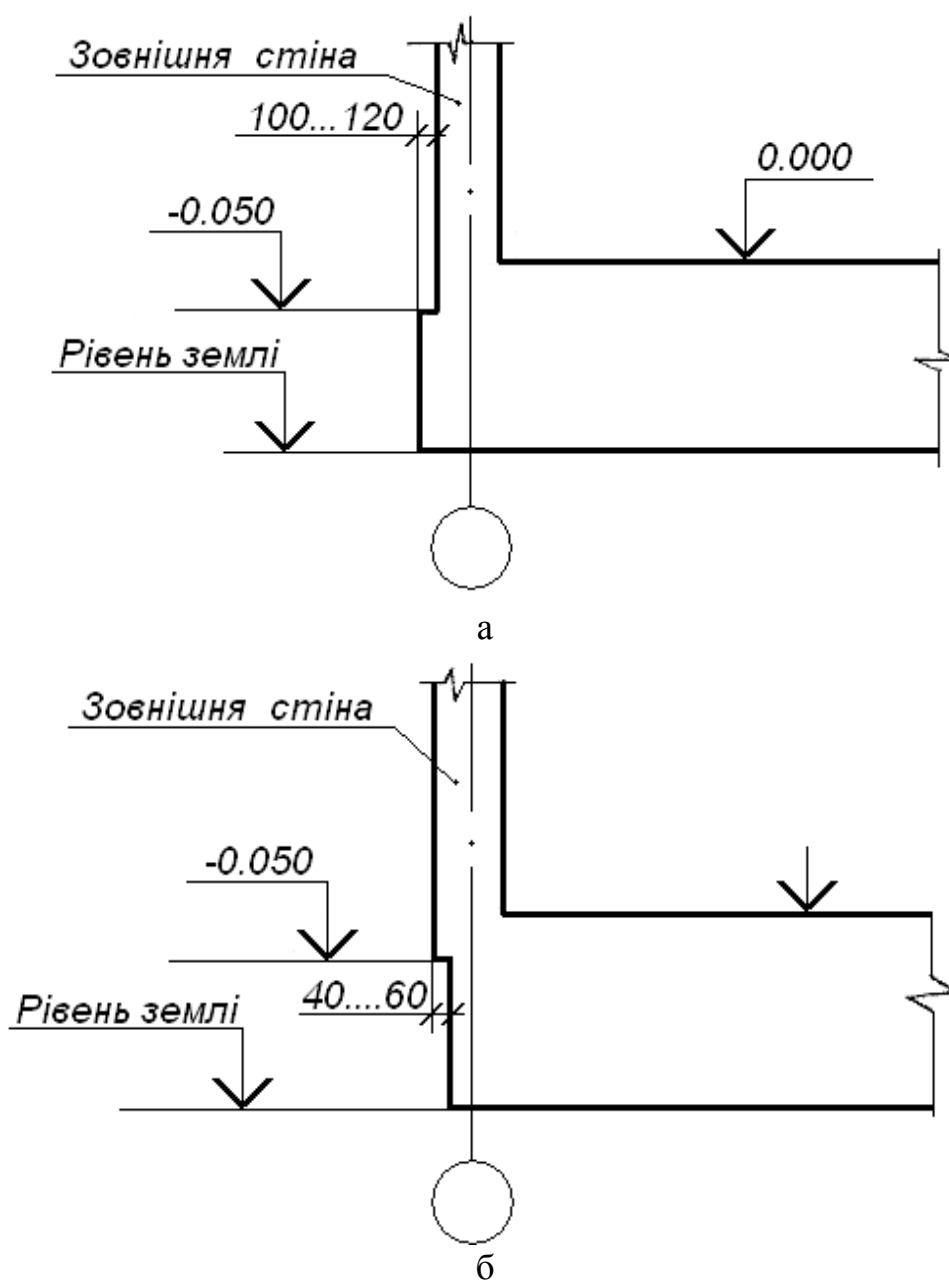 Зовнішня стіна
100...120
0.000
-0.050
Рівень землі
а
Зовнішня стіна
-0.050
40....60
Рівень землі
б